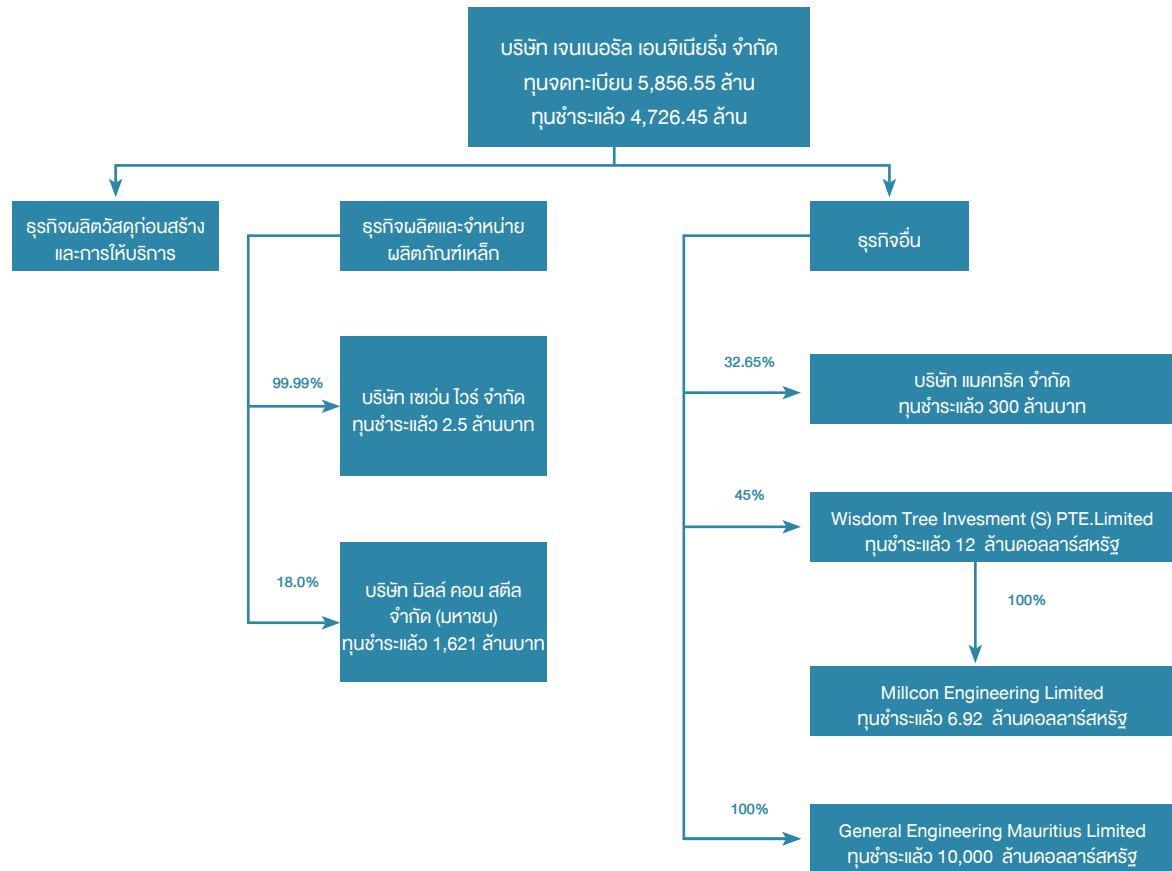 บริษัท เจนเนอรัล เอนจิเนียริ่ง จำกัด
ทุนจดทะเบียน 5,856.55 ล้าน
ทุนชำระแล้ว 4,726.45 ล้าน
ธุรกิจผลิตวัสดุก่อนสร้าง
และการให้บริการ
ธุรกิจผลิตและจำหน่าย
ผลิตภัณฑ์เหล็ก
ธุรกิจอื่น
99.99%
บริษัท เซเว่น ไวร์ จำกัด
ทุนชำระแล้ว 2.5 ล้านบาท
18.0%
บริษัท มิลล์ คอน สตีล
จำกัด (มหาชน)
ทุนชำระแล้ว 1,621 ล้านบาท
32.65%
บริษัท แมคทริค จำกัด
ทุนชำระแล้ว 300 ล้านบาท
45%
Wisdom Tree Invesment (S) PTE.Limited
ทุนชำระแล้ว 12 ล้านดอลลาร์สหรัฐ
100%
Millcon Engineering Limited
ทุนชำระแล้ว 6.92 ล้านดอลลาร์สหรัฐ
100%
General Engineering Mauritius Limited
ทุนชำระแล้ว 10,000 ล้านดอลลาร์สหรัฐ